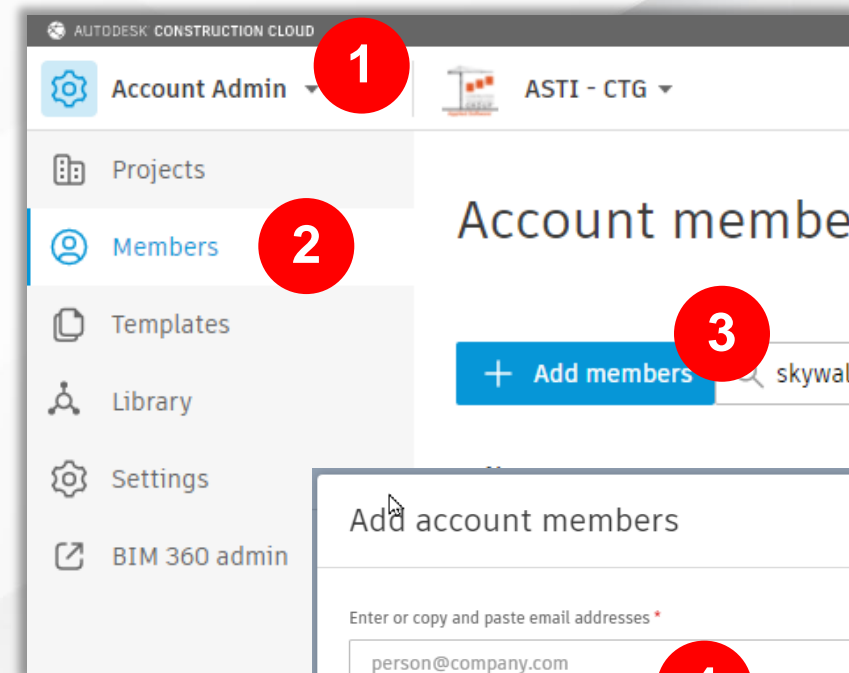 AUTODESK CONSTRUCTION CLOUD
Account Admin
1
ASTI - CTG
Projects
Members
2
Templates
Library
Settings
BIM 360 admin
Account membe
3
+ Add members
skywal
Add account members
Enter or copy and paste email addresses *
person@company.com